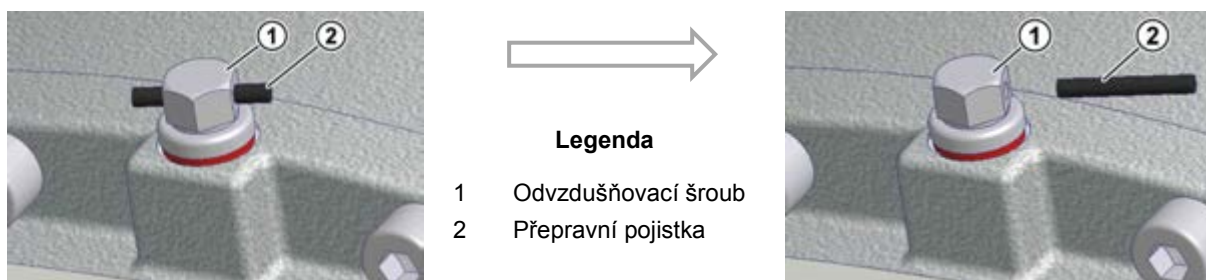 1 2
Legenda
1 Odvzdušňovací šroub
2 Přepravní pojistka
1 2